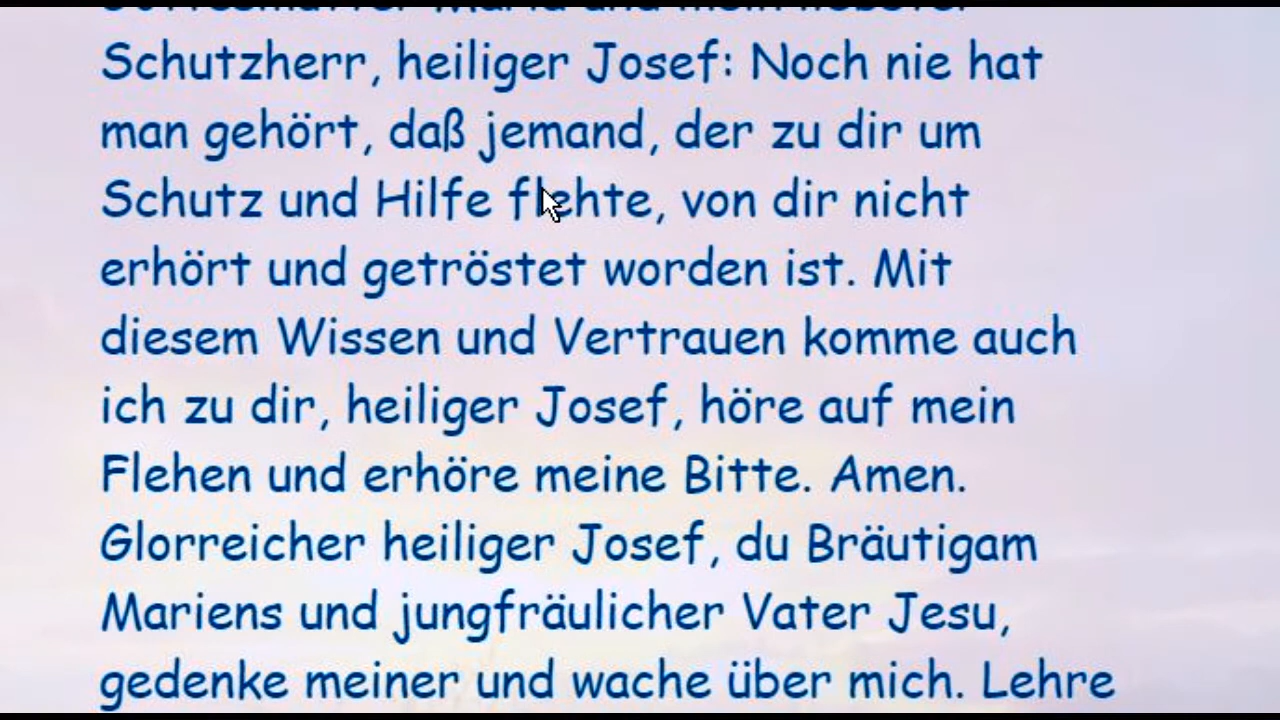 Schutzherr, heiliger Josef: Noch nie hat
man gehört, daß jemand, der zu dir um
Schutz und Hilfe flehte, von dir nicht
erhört und getröstet worden ist. Mit
diesem Wissen und Vertrauen komme auch
ich zu dir, heiliger Josef, höre auf mein
Flehen und erhöre meine Bitte. Amen.
Glorreicher heiliger Josef, du Bräutigam
Mariens und jungfräulicher Vater Jesu,
gedenke meiner und wache über mich. Lehre